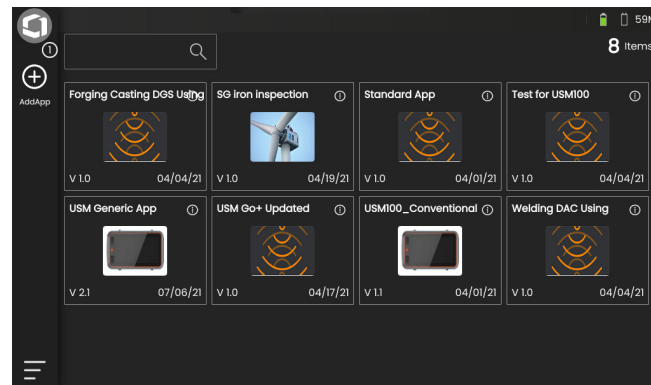 59M
1
8 Items
AddApp
Forging Casting DGS Using
SG iron inspection
Standard App
Test for USM100
V 1.0 04/04/21
V 1.0 04/19/21
V 1.0 04/01/21
V 1.0 04/04/21
USM Generic App
USM Go+ Updated
USM100_Conventional
Welding DAC Using
V 2.1 07/06/21
V 1.0 04/17/21
V 1.1 04/01/21
V 1.0 04/04/21